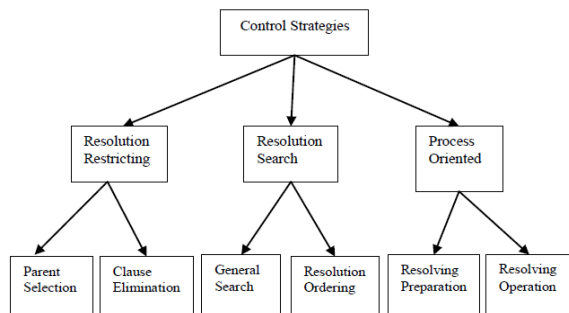 Control Strategies
Resolution
Restricting
Resolution
Search
Process
Oriented
Parent
Selection
Clause
Elimination
General
Search
Resolution
Ordering
Resolving
Preparation
Resolving
Operation